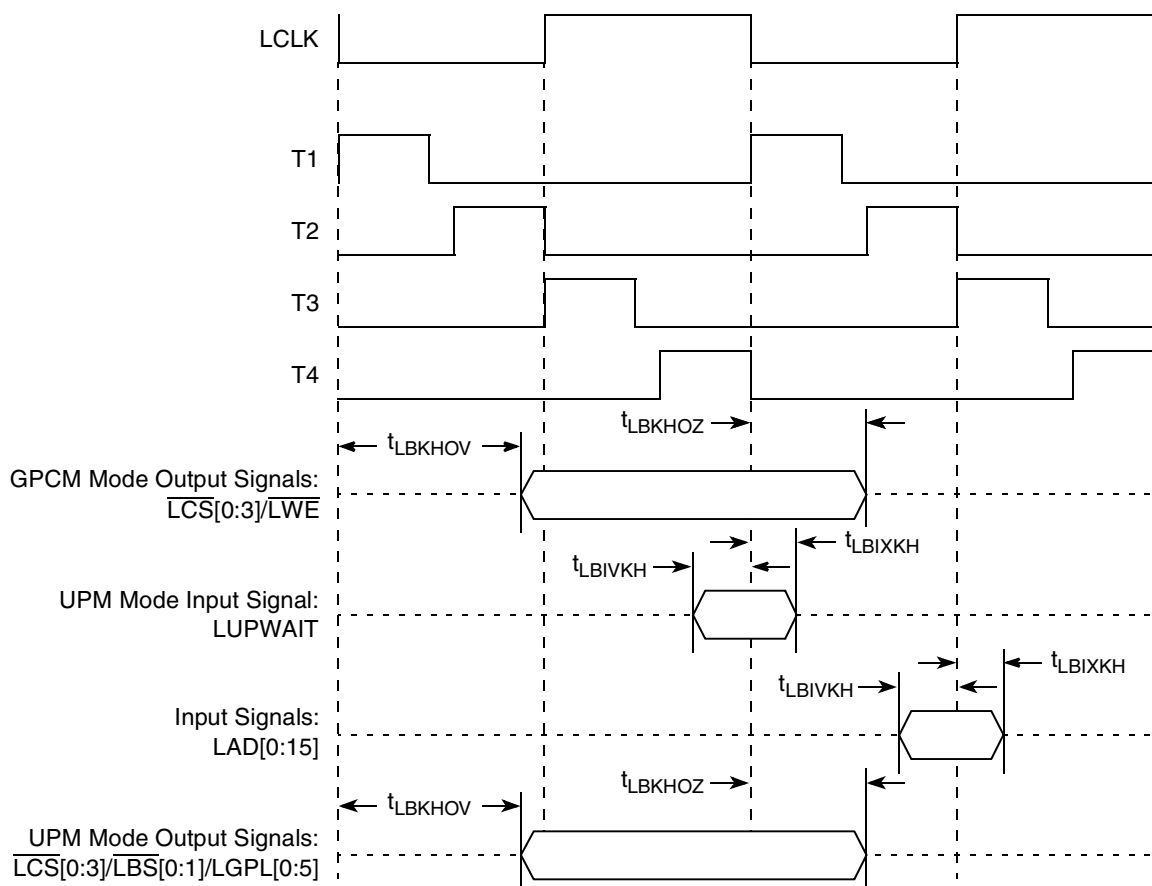 LCLK
T1
T2
T3
T4
tLBKHOZ
tLBKHOV
GPCM Mode Output Signals:
LCS[0:3]/LWE
tLBIXKH
tLBIVKH
UPM Mode Input Signal:
LUPWAIT
tLBIXKH
tLBIVKH
Input Signals:
LAD[0:15]
tLBKHOZ
tLBKHOV
UPM Mode Output Signals:
LCS[0:3]/LBS[0:1]/LGPL[0:5]